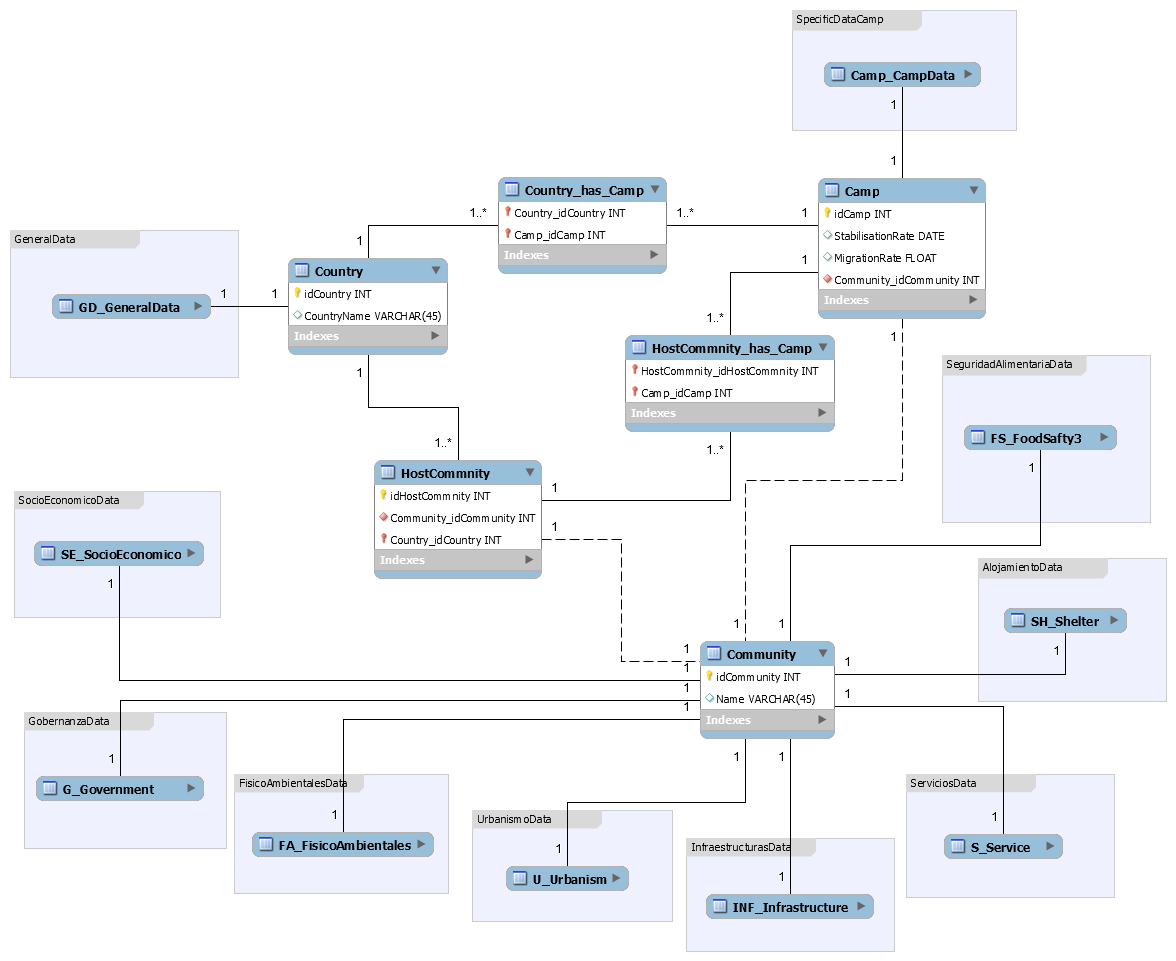 SpecificDataCamp
Camp_CampData
1
1
Country_has_Camp
Country_idCountry INT
Camp_idCamp INT
Indexes
1..*
1..*
1
Camp
idCamp INT
StabilisationRate DATE
MigrationRate FLOAT
Community_idCommunity INT
Indexes
1
1
GeneralData
GD_GeneralData
1
1
1
Country
idCountry INT
CountryName VARCHAR(45)
Indexes
1
1..*
HostCommnity_has_Camp
HostCommnity_idHostCommnity INT
Camp_idCamp INT
Indexes
1..*
SeguridadAlimentariaData
FS_FoodSafty3
1
1..*
HostCommnity
idHostCommnity INT
Community_idCommunity INT
Country_idCountry INT
Indexes
1
1
SocioEconomicoData
SE_SocioEconomico
1
AlojamientoData
SH_Shelter
1
1
1
1
1
1
1
1
1
Community
idCommunity INT
Name VARCHAR(45)
Indexes
1
1
GobernanzaData
G_Government
1
FisicoAmbientalesData
FA_FisicoAmbientales
1
UrbanismoData
U_Urbanism
1
InfraestructurasData
INF_Infrastructure
1
ServiciosData
S_Service
1